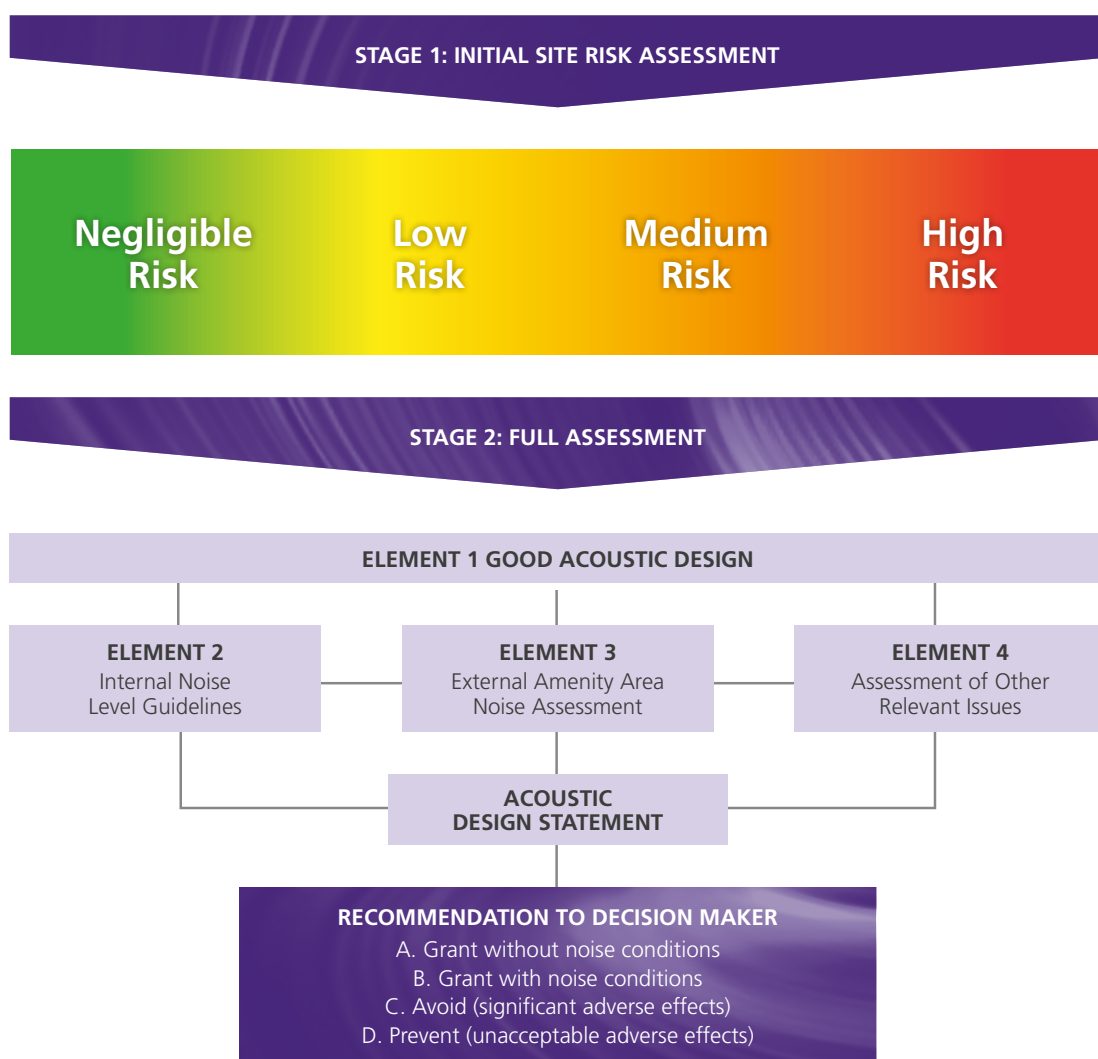 STAGE 1: INITIAL SITE RISK ASSESSMENT
Negligible
Risk
Low
Risk
Medium
Risk
High
Risk
STAGE 2: FULL ASSESSMENT
ELEMENT 1 GOOD ACOUSTIC DESIGN
ELEMENT 2
Internal Noise
Level Guidelines
ELEMENT 3
External Amenity Area
Noise Assessment
ELEMENT 4
Assessment of Other
Relevant Issues
ACOUSTIC
DESIGN STATEMENT
RECOMMENDATION TO DECISION MAKER
A. Grant without noise conditions
B. Grant with noise conditions
C. Avoid (significant adverse effects)
D. Prevent (unacceptable adverse effects)